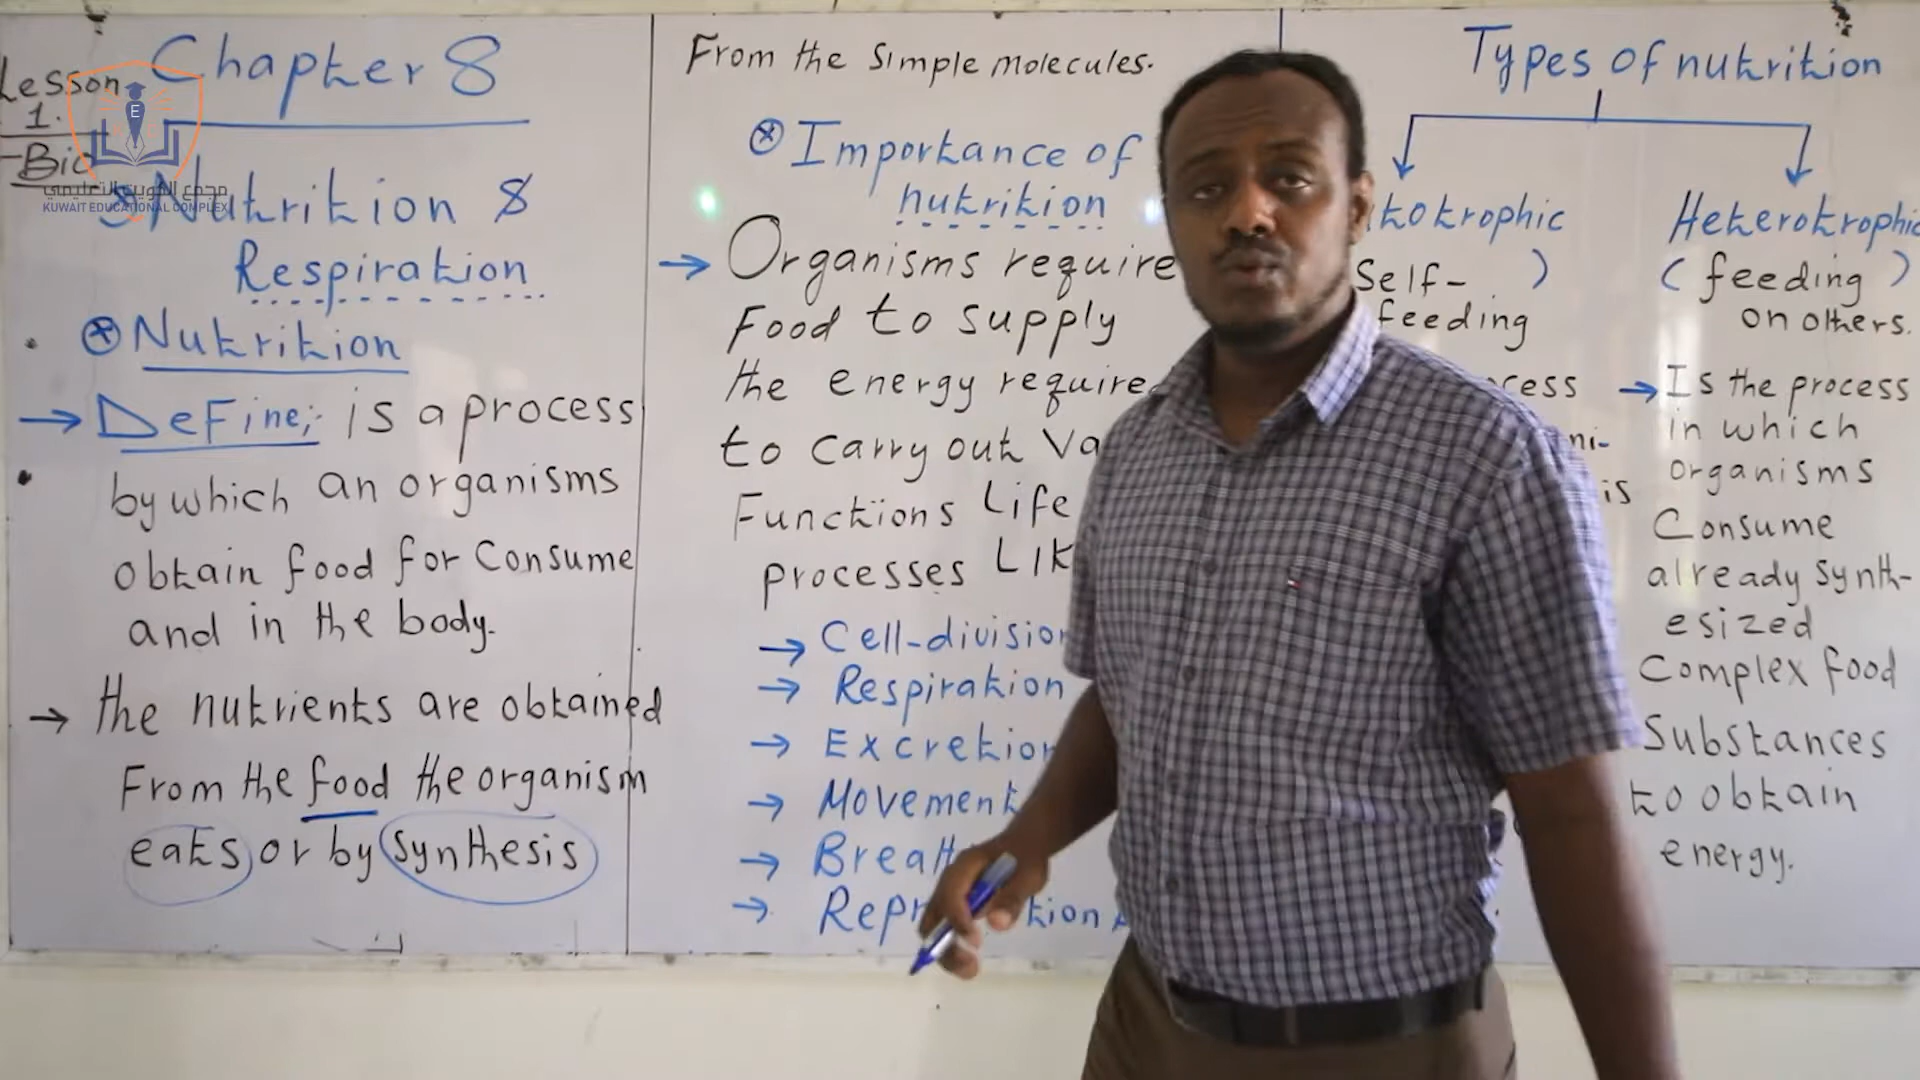 Lesson
1.
Bio
Chapter 8
Nutrition &
Respiration
Nutrition
Define; is a process
by which an organisms
obtain food for Consume
and in the body.
→ the nutrients are obtained
From the food the organism
eats or by synthesis
E
مجمع الكويت التعليمي
KUWAIT EDUCATIONAL COMPLEX
From the simple molecules.
Importance of
nutrition
→ Organisms require
Food to supply
the energy require
to carry out
Functions Life
processes
→ Cell-division
→ Respiration
→ Excretion
→ Movement
→
→
Types of nutrition
Self-
feeding
Heterotrophic
(feeding)
on others.
→ Is the process
in which
organisms
Consume
already synth-
esized
Complex food
Substances
to obtain
energy.